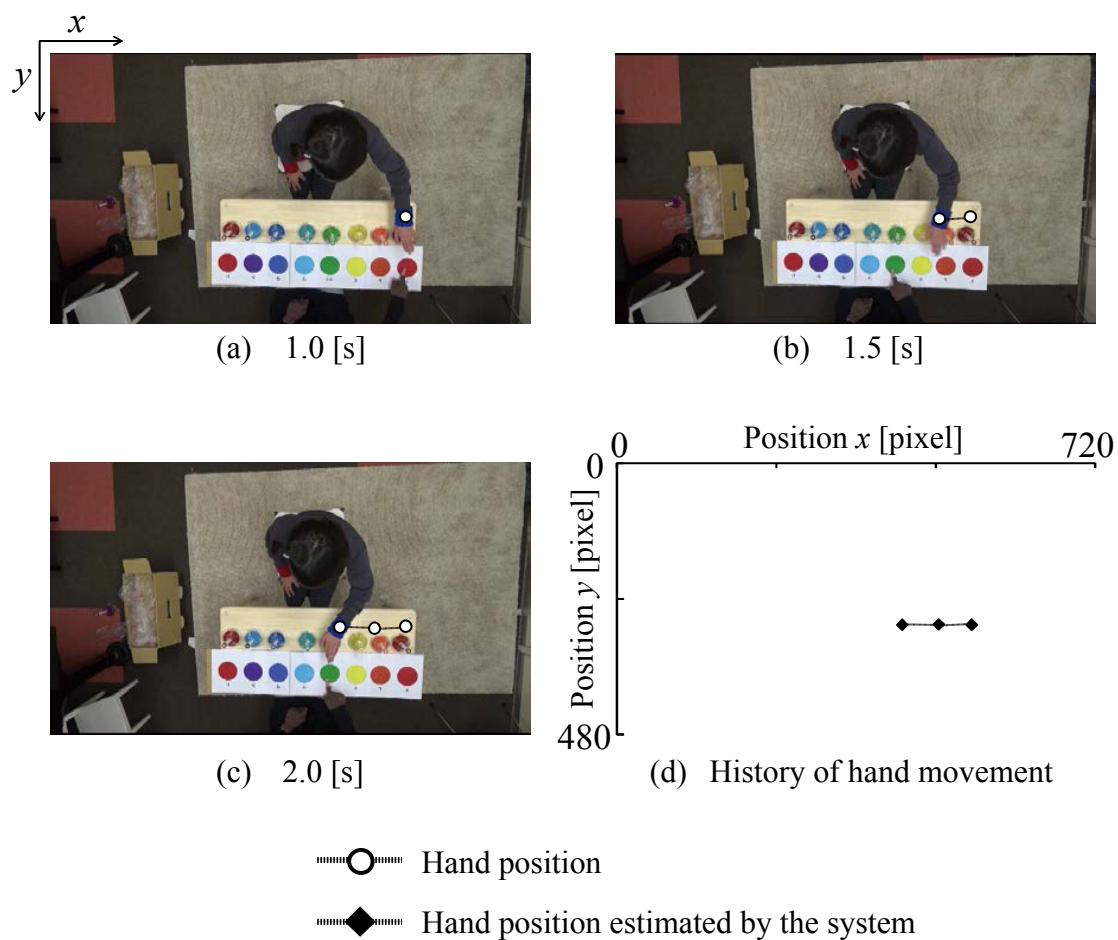 x
y
(a) 1.0 [s]
(b) 1.5 [s]
0 Position x [pixel] 720
0
Position y [pixel]
480
(c) 2.0 [s]
(d) History of hand movement
Hand position
Hand position estimated by the system